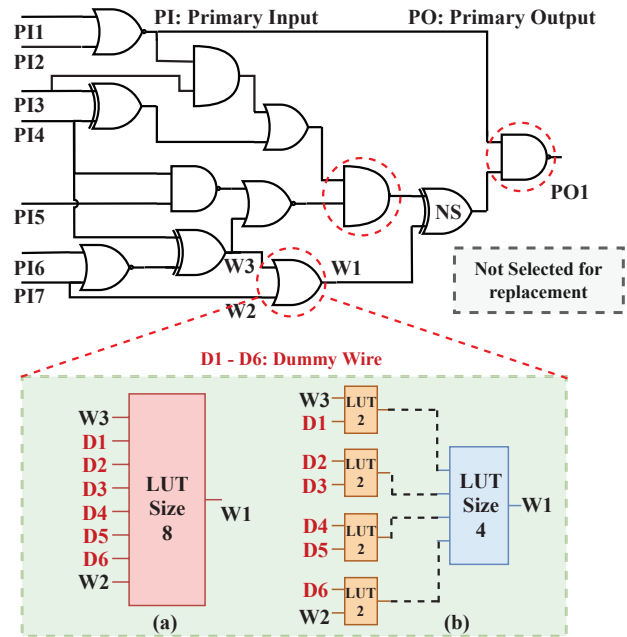 PI1
PI: Primary Input
PO: Primary Output
PI2
PI3
PI4
PI5
PO1
NS
PI6
W3
W1
PI7
W2
Not Selected for
replacement
D1 - D6: Dummy Wire
W3
D1
D2
D3
D4
D5
D6
W2
LUT
Size
8
W1
(a)
W3
D1
LUT
2
D2
D3
LUT
2
D4
D5
LUT
2
D6
W2
LUT
2
LUT
Size
4
W1
(b)